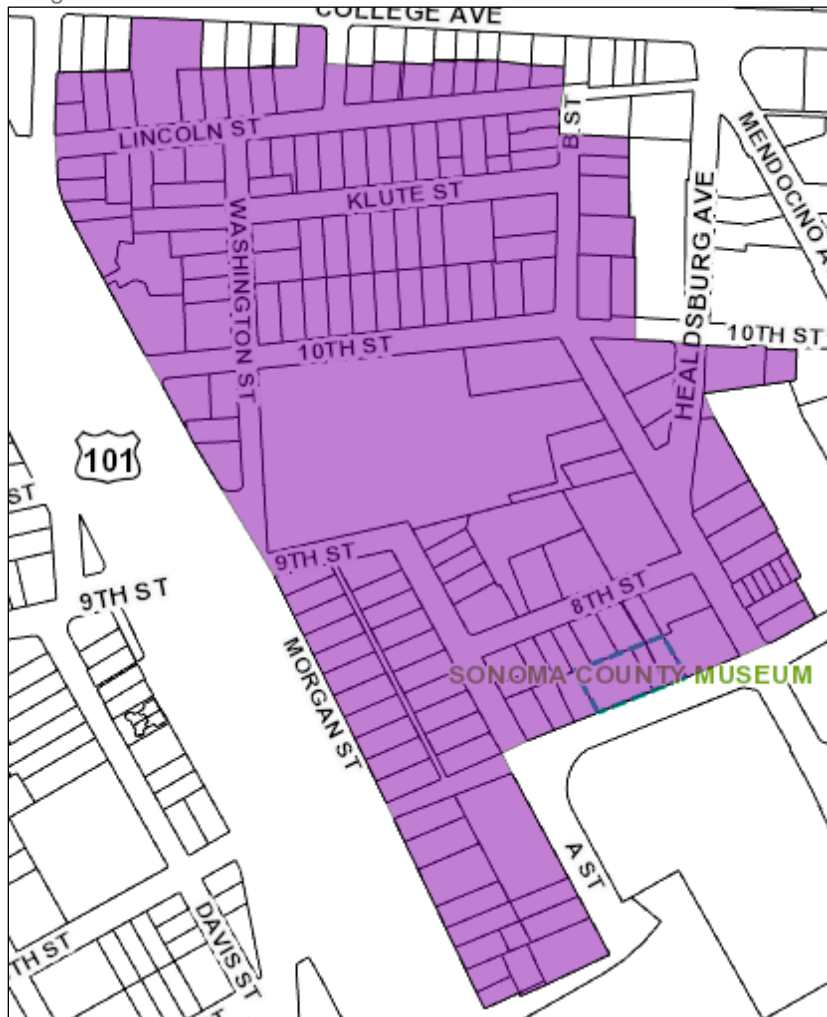 COLLEGE AVE
LINCOLN ST
B ST
MENDOCINO A
KLUTE ST
WASHINGTON ST
HEALDSBURG AVE
10TH ST
10TH ST
101
ST
9TH ST
9TH ST
8TH ST
MORGAN ST
SONOMA COUNTY MUSEUM
A ST
DAVIS ST
TH ST